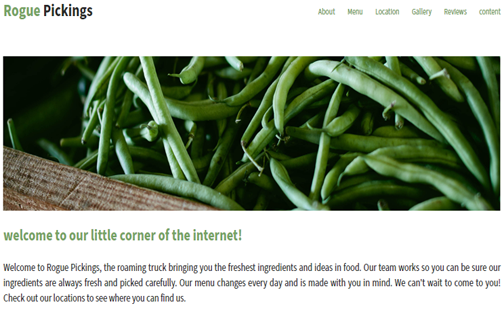 Rogue Pickings
About Menu Location Gallery Reviews content
welcome to our little corner of the internet!
Welcome to Rogue Pickings, the roaming truck bringing you the freshest ingredients and ideas in food. Our team works so you can be sure our
ingredients are always fresh and picked carefully. Our menu changes every day and is made with you in mind. We can't wait to come to you!
Check out our locations to see where you can find us.